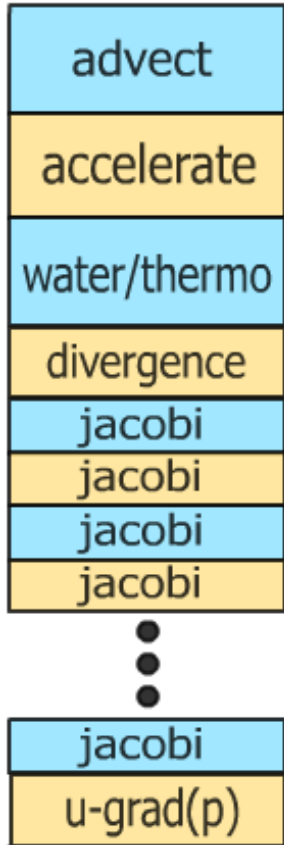 advect
accelerate
water/thermo
divergence
jacobi
jacobi
jacobi
jacobi
jacobi
u-grad(p)